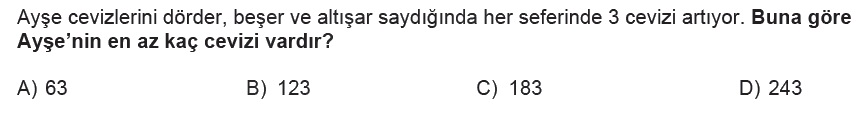 Ayşe cevizlerini dörder, beşer ve altışar saydığında her seferinde 3 cevizi artıyor. Buna göre
Ayşe’nin en az kaç cevizi vardır?
A) 63 B) 123 C) 183 D) 243